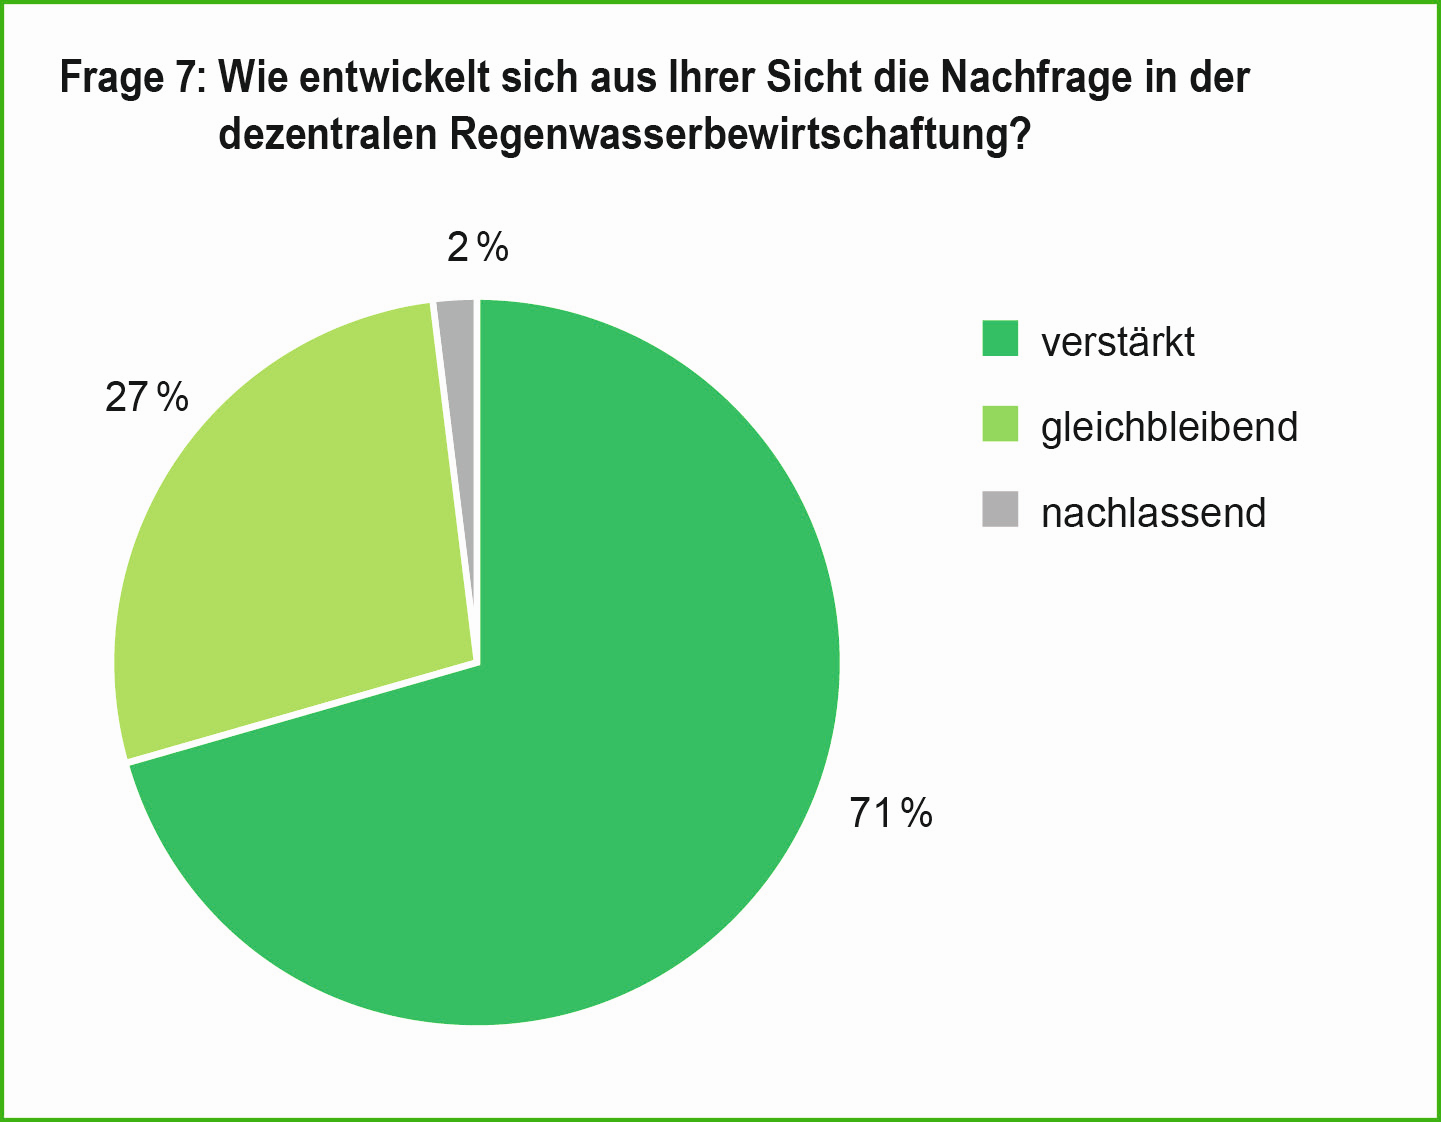 Frage 7: Wie entwickelt sich aus Ihrer Sicht die Nachfrage in der
dezentralen Regenwasserbewirtschaftung?
2 %
27 %
71 %
verstärkt
gleichbleibend
nachlassend